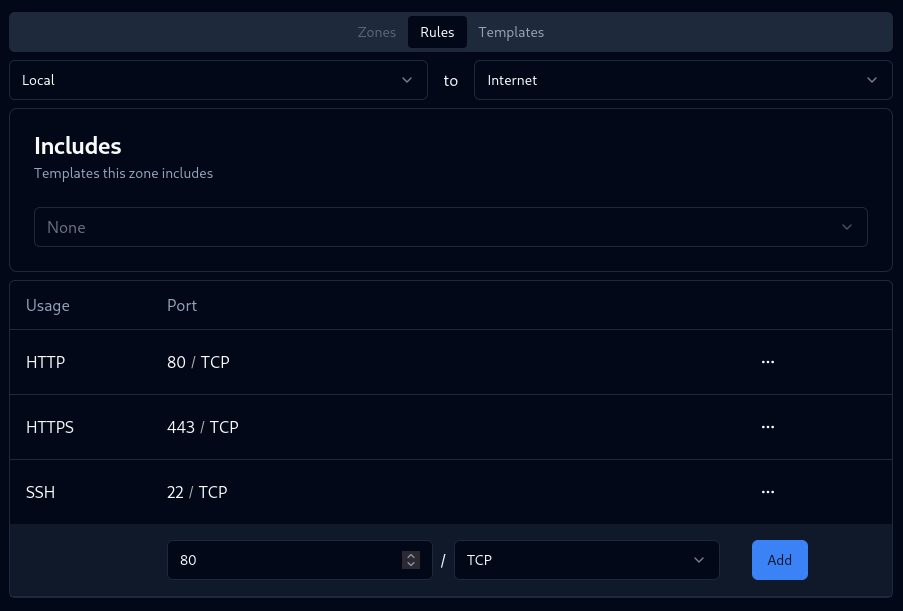 Zones Rules Templates
Local to Internet
Includes
Templates this zone includes
None
Usage Port
HTTP 80 / TCP ...
HTTPS 443 / TCP ...
SSH 22 / TCP ...
80 / TCP Add